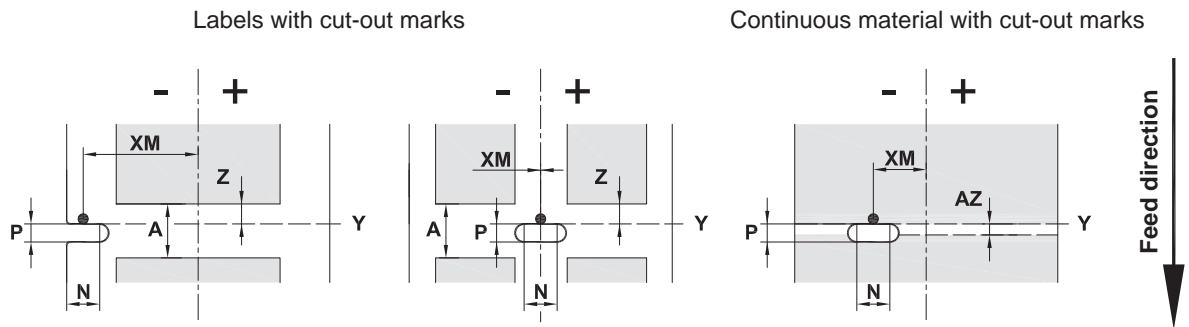 Labels with cut-out marks
Continuous material with cut-out marks
- +
XM
Z
Y
P
A
N
- +
XM
Z
Y
A
P
N
- +
XM
AZ
Y
P
N
Feed direction